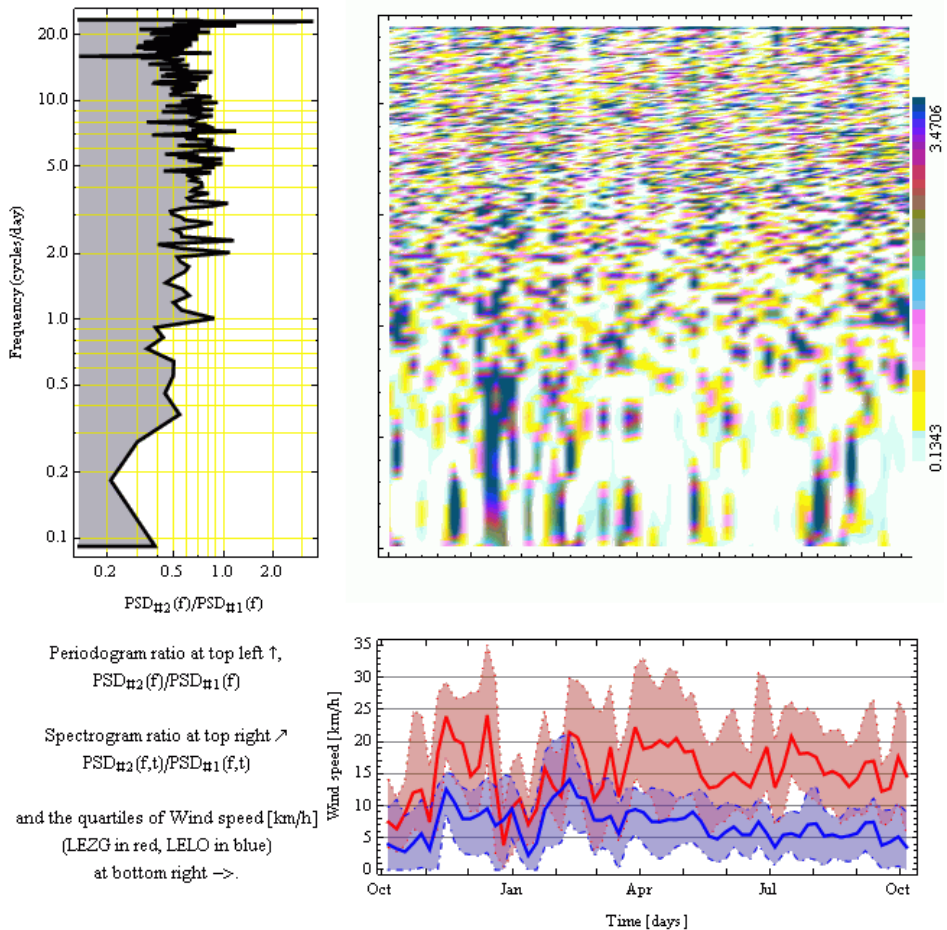 20.0
10.0
5.0
2.0
1.0
0.5
0.2
0.1
Frequency (cycles/day)
0.2 0.5 1.0 2.0
PSD#2(f)/PSD#1(f)
3.4706
0.1343
Periodogram ratio at top left ↑,
PSD#2(f)/PSD#1(f)
Spectrogram ratio at top right ↗
PSD#2(f,t)/PSD#1(f,t)
and the quartiles of Wind speed [km/h]
(LEZG in red, LELO in blue)
at bottom right −>.
35
30
25
20
15
10
5
0
Wind speed [km/h]
Oct Jan Apr Jul Oct
Time [days]